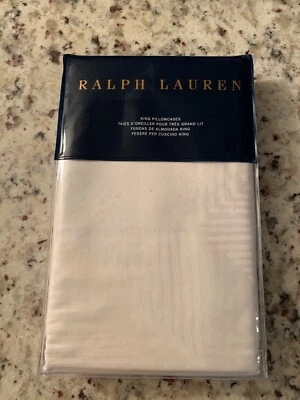 RALPH LAUREN
KING PILLOWCASES
TAIES D'OREILLER POUR TRÈS GRAND LIT
FUNDAS DE ALMOHADA KING
FEDERE PER CUSCINO KING